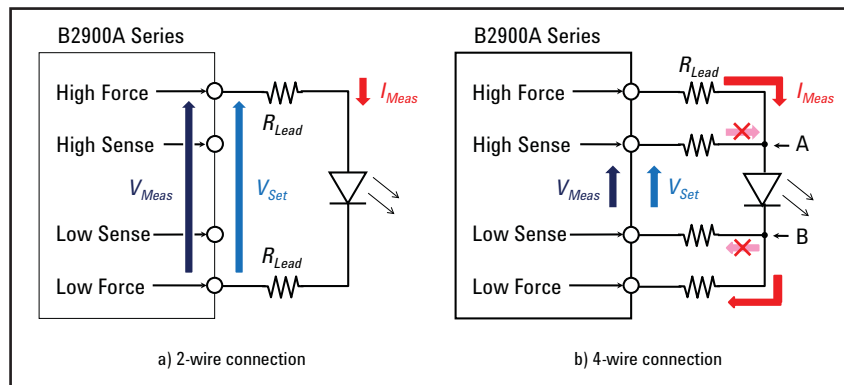 B2900A Series
High Force
High Sense
Low Sense
Low Force
R_Lead
R_Lead
I_Meas
V_Meas
V_Set
a) 2-wire connection
B2900A Series
High Force
High Sense
Low Sense
Low Force
R_Lead
I_Meas
A
B
V_Meas
V_Set
b) 4-wire connection